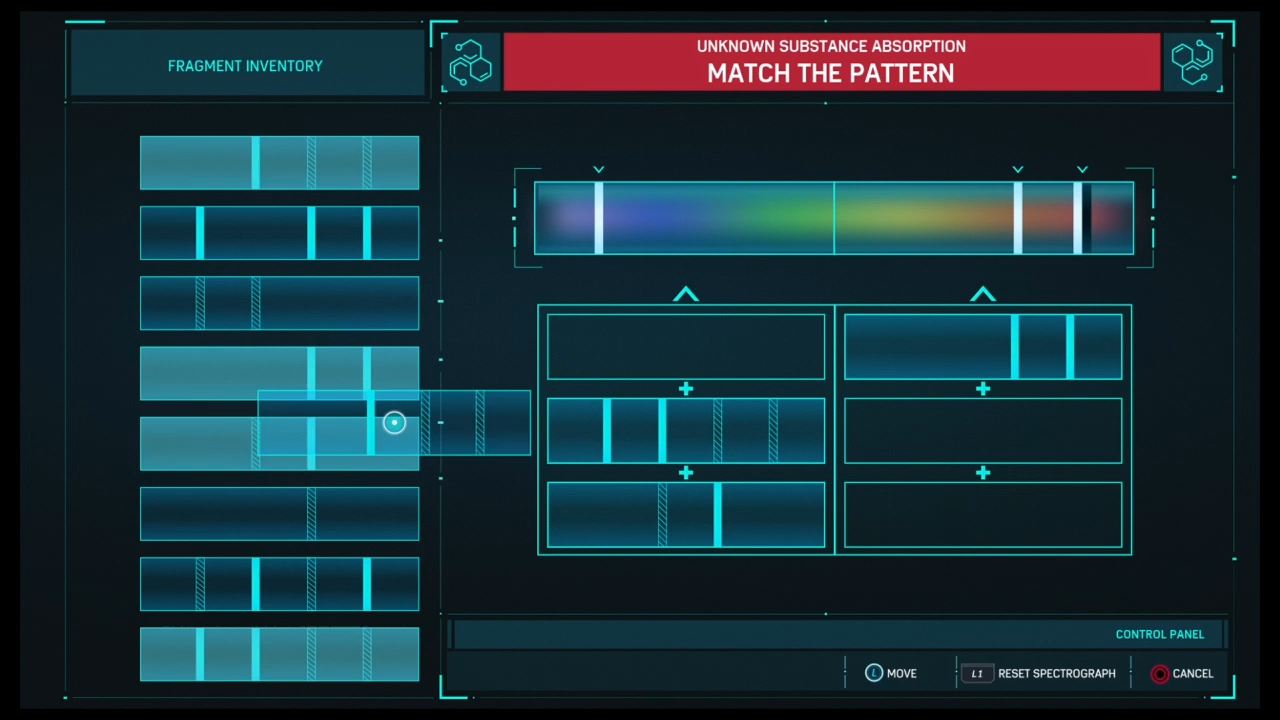 FRAGMENT INVENTORY
UNKNOWN SUBSTANCE ABSORPTION
MATCH THE PATTERN
CONTROL PANEL
L MOVE
L1 RESET SPECTROGRAPH
CANCEL